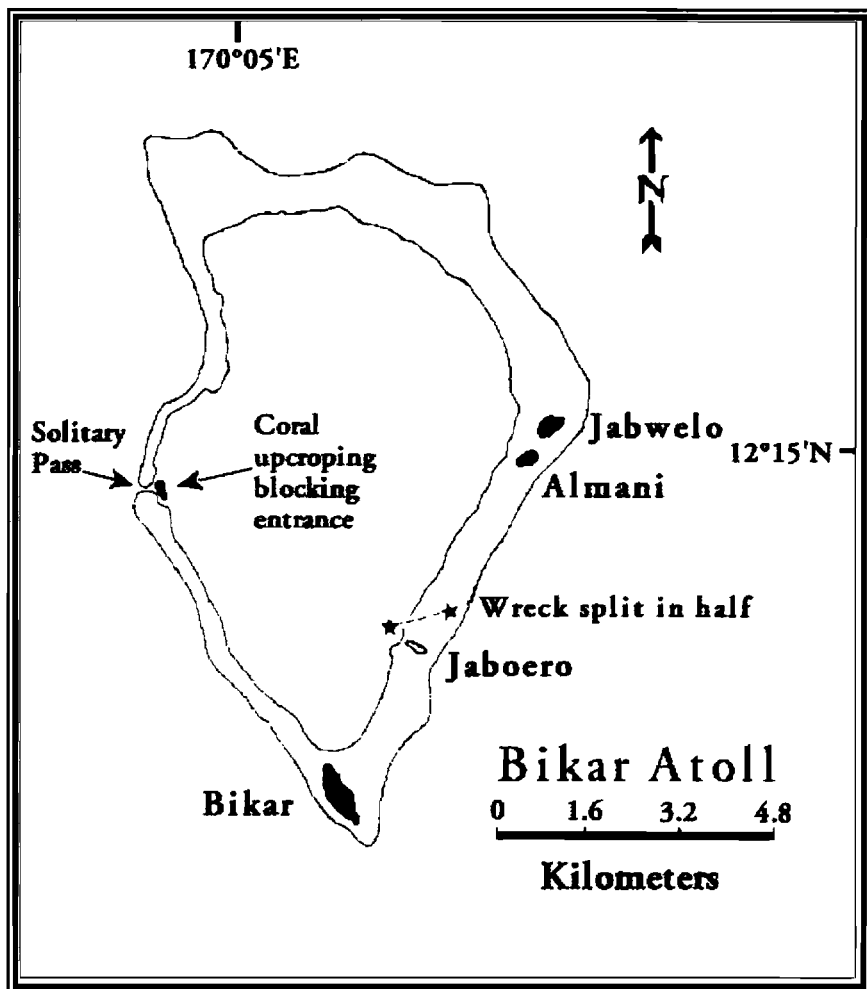 170°05'E
N
Solitary
Pass
Coral
upcroping
blocking
entrance
Jabwelo
12°15'N
Almani
Wreck split in half
Jaboero
Bikar
Bikar Atoll
0 1.6 3.2 4.8
Kilometers